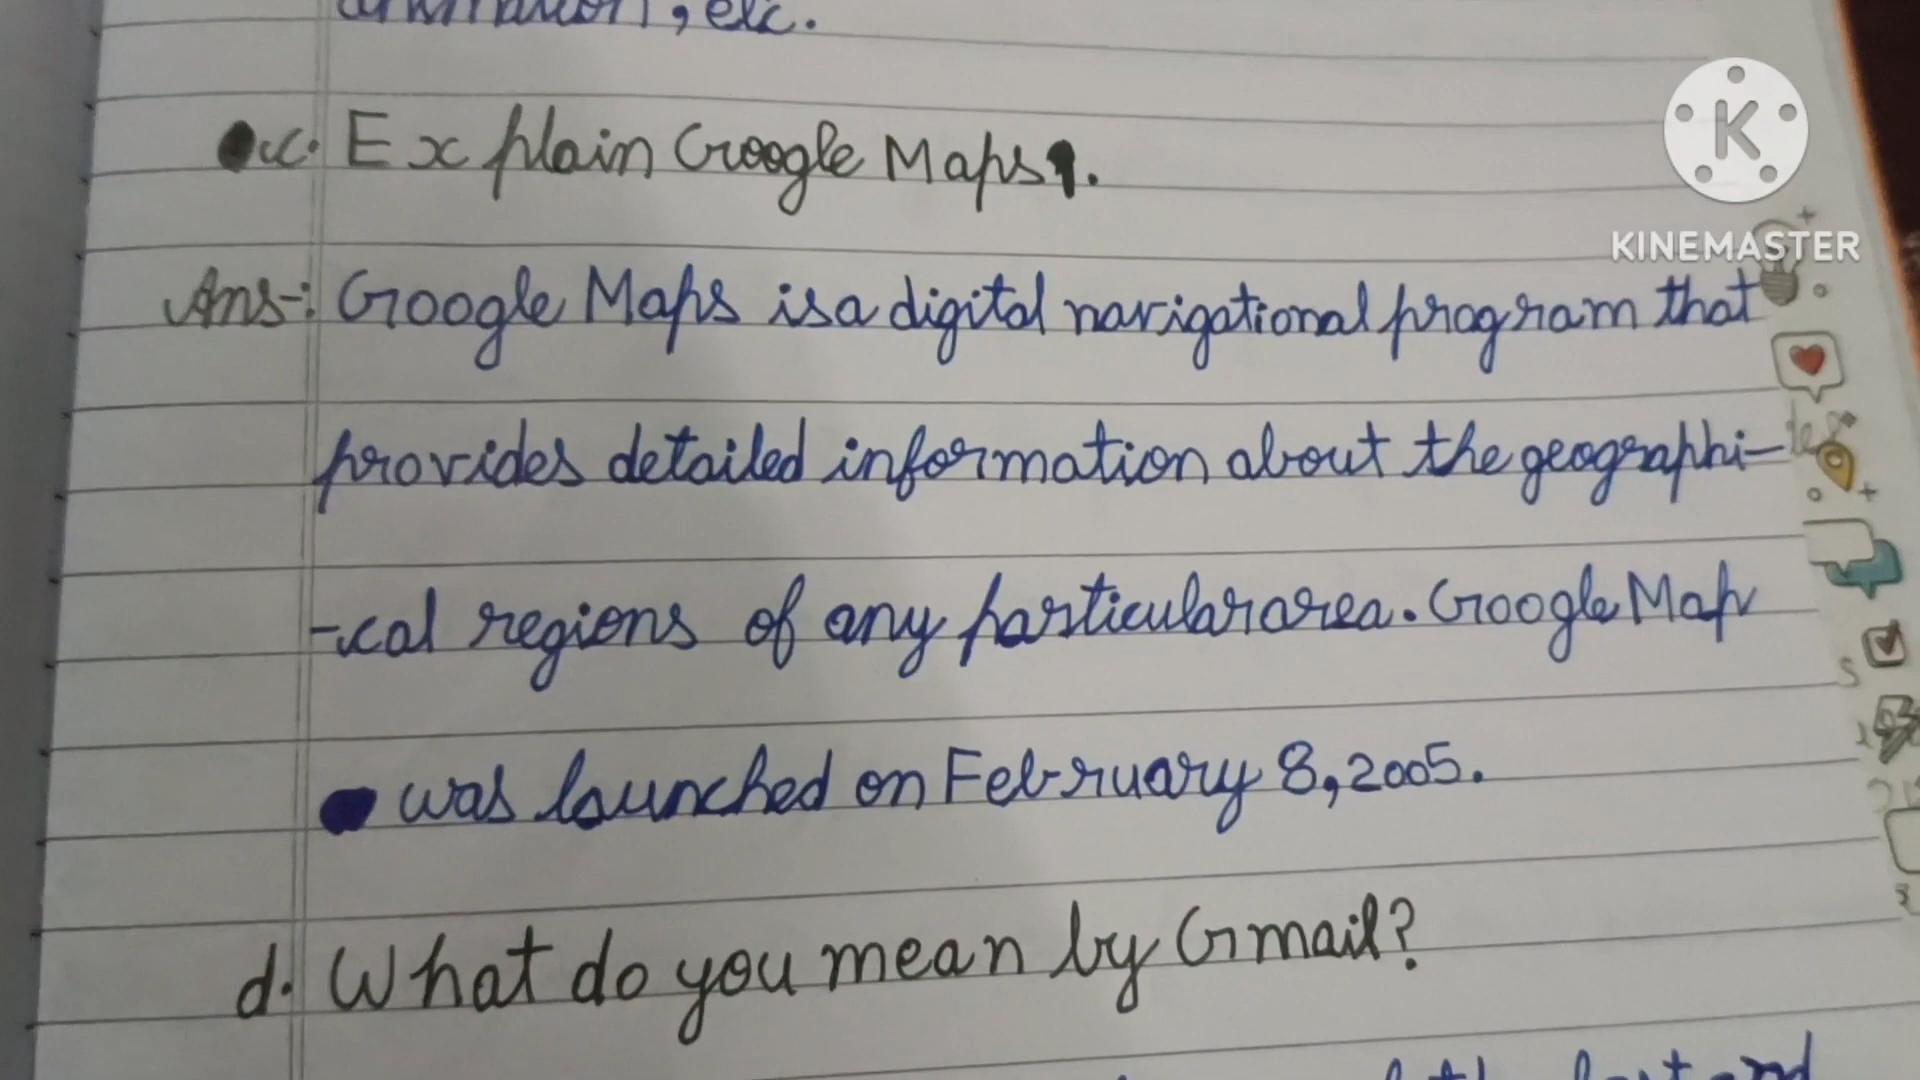 , etc.
c. Explain Google Maps.
Ans-: Google Maps is a digital navigational program that
provides detailed information about the geographi-
-cal regions of any particular area. Google Map
was launched on February 8, 2005.
d. What do you mean by Gmail?
K
KINEMASTER